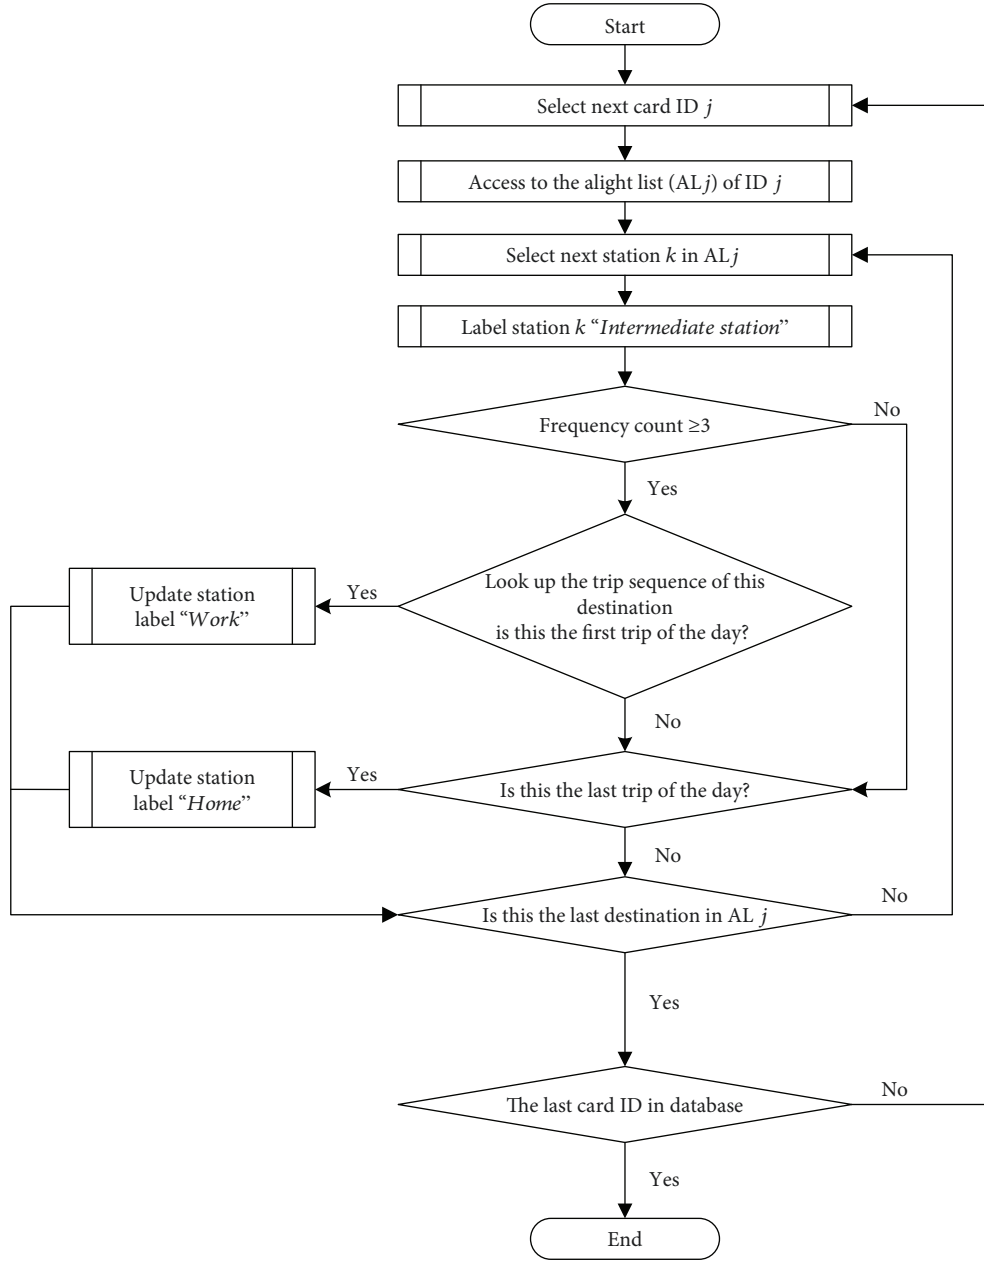 Start
Select next card ID j
Access to the alight list (ALj) of ID j
Select next station k in ALj
Label station k “Intermediate station”
No
Frequency count ≥3
Yes
Look up the trip sequence of this
destination
is this the first trip of the day?
Yes
Update station
label “Work”
No
Is this the last trip of the day?
Yes
Update station
label “Home”
No
Is this the last destination in AL j
No
Yes
The last card ID in database
No
Yes
End